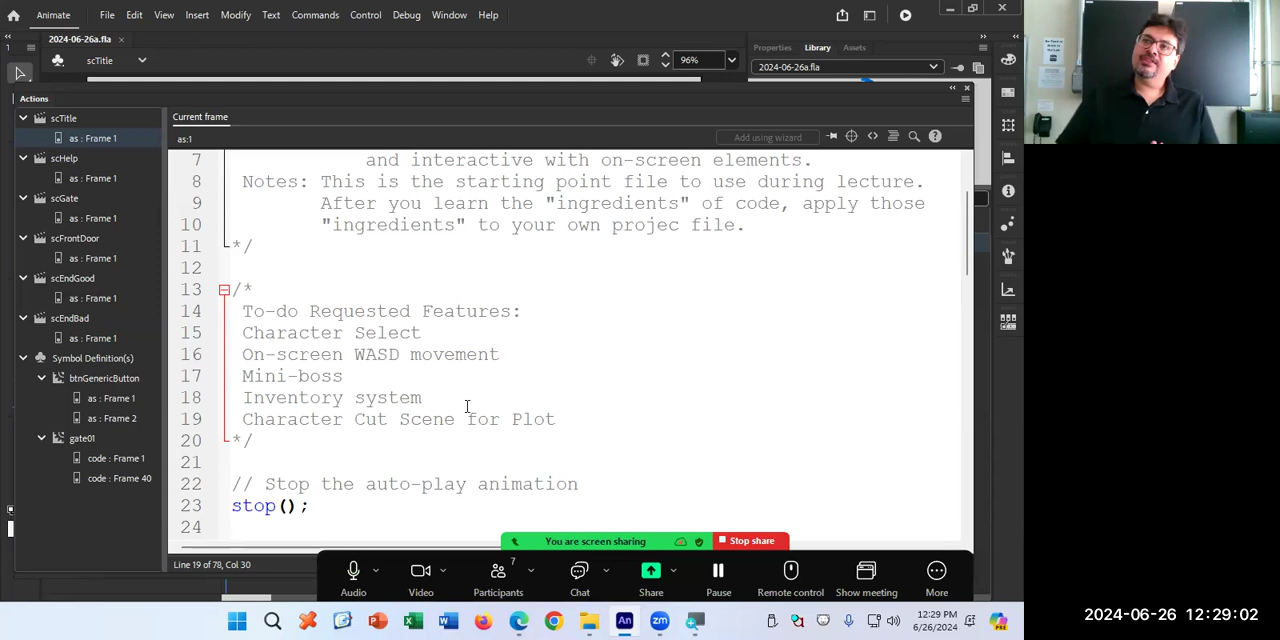 Animate File Edit View Insert Modify Text Commands Control Debug Window Help
2024-06-26a.fla
scTitle
96%
Properties Library Assets
2024-06-26a.fla
Actions
scTitle
as : Frame 1
scHelp
as : Frame 1
scGate
as : Frame 1
scFrontDoor
as : Frame 1
scEndGood
as : Frame 1
scEndBad
as : Frame 1
Symbol Definition(s)
btnGenericButton
as : Frame 1
as : Frame 2
gate01
code : Frame 1
code : Frame 40
Current frame
as:1
Add using wizard
7 and interactive with on-screen elements.
8 Notes: This is the starting point file to use during lecture.
9 After you learn the "ingredients" of code, apply those
10 "ingredients" to your own projec file.
11 */
12
13 /*
14 To-do Requested Features:
15 Character Select
16 On-screen WASD movement
17 Mini-boss
18 Inventory system
19 Character Cut Scene for Plot
20 */
21
22 // Stop the auto-play animation
23 stop();
24
You are screen sharing Stop share
Line 19 of 78, Col 30
7
Audio Video Participants Chat Share Pause Remote control Show meeting More
12:29 PM
6/26/2024
2024-06-26 12:29:02